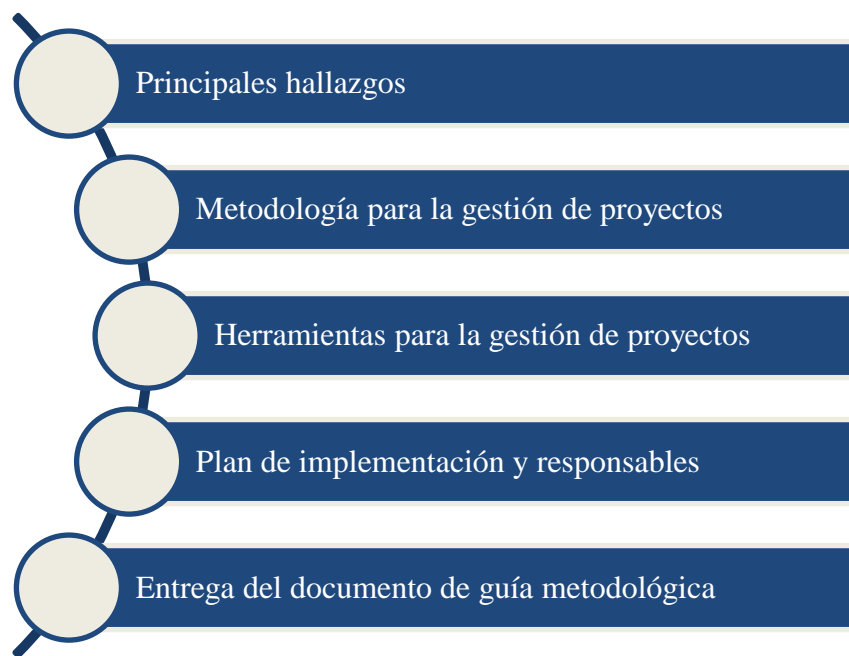 Principales hallazgos
Metodología para la gestión de proyectos
Herramientas para la gestión de proyectos
Plan de implementación y responsables
Entrega del documento de guía metodológica